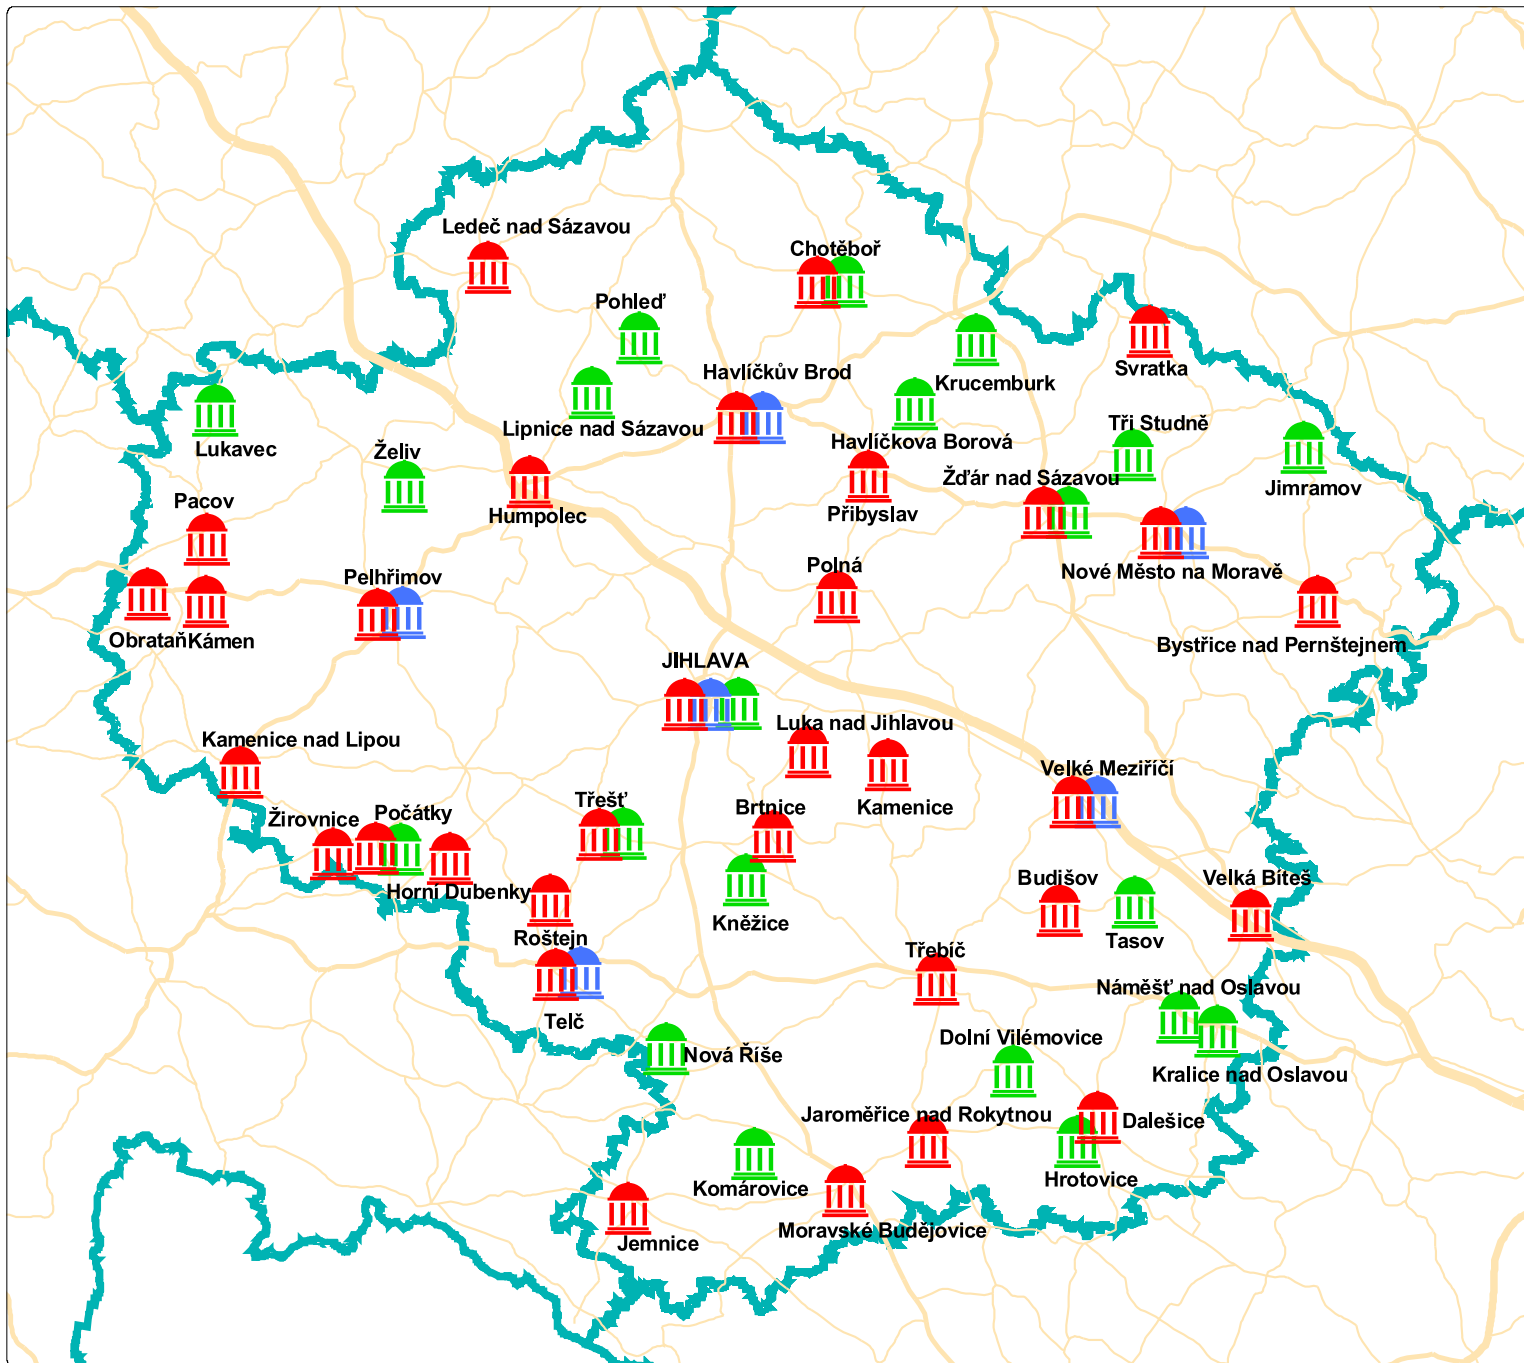 Ledeč nad Sázavou
Chotěboř
Pohleď
Svratka
Havlíčkův Brod
Krucemburk
Tři Studně
Lipnice nad Sázavou
Havlíčkova Borová
Lukavec
Želiv
Žďár nad Sázavou
Jimramov
Pacov
Humpolec
Přibyslav
Polná
Nové Město na Moravě
Pelhřimov
Obrataň
Kámen
Bystřice nad Pernštejnem
JIHLAVA
Luka nad Jihlavou
Kamenice nad Lipou
Velké Meziříčí
Třešť
Brtnice
Kamenice
Počátky
Žirovnice
Budišov
Velká Bíteš
Horní Dubenky
Kněžice
Roštejn
Tasov
Třebíč
Náměšť nad Oslavou
Telč
Dolní Vilémovice
Nová Říše
Kralice nad Oslavou
Jaroměřice nad Rokytnou
Dalešice
Hrotovice
Komárovice
Moravské Budějovice
Jemnice